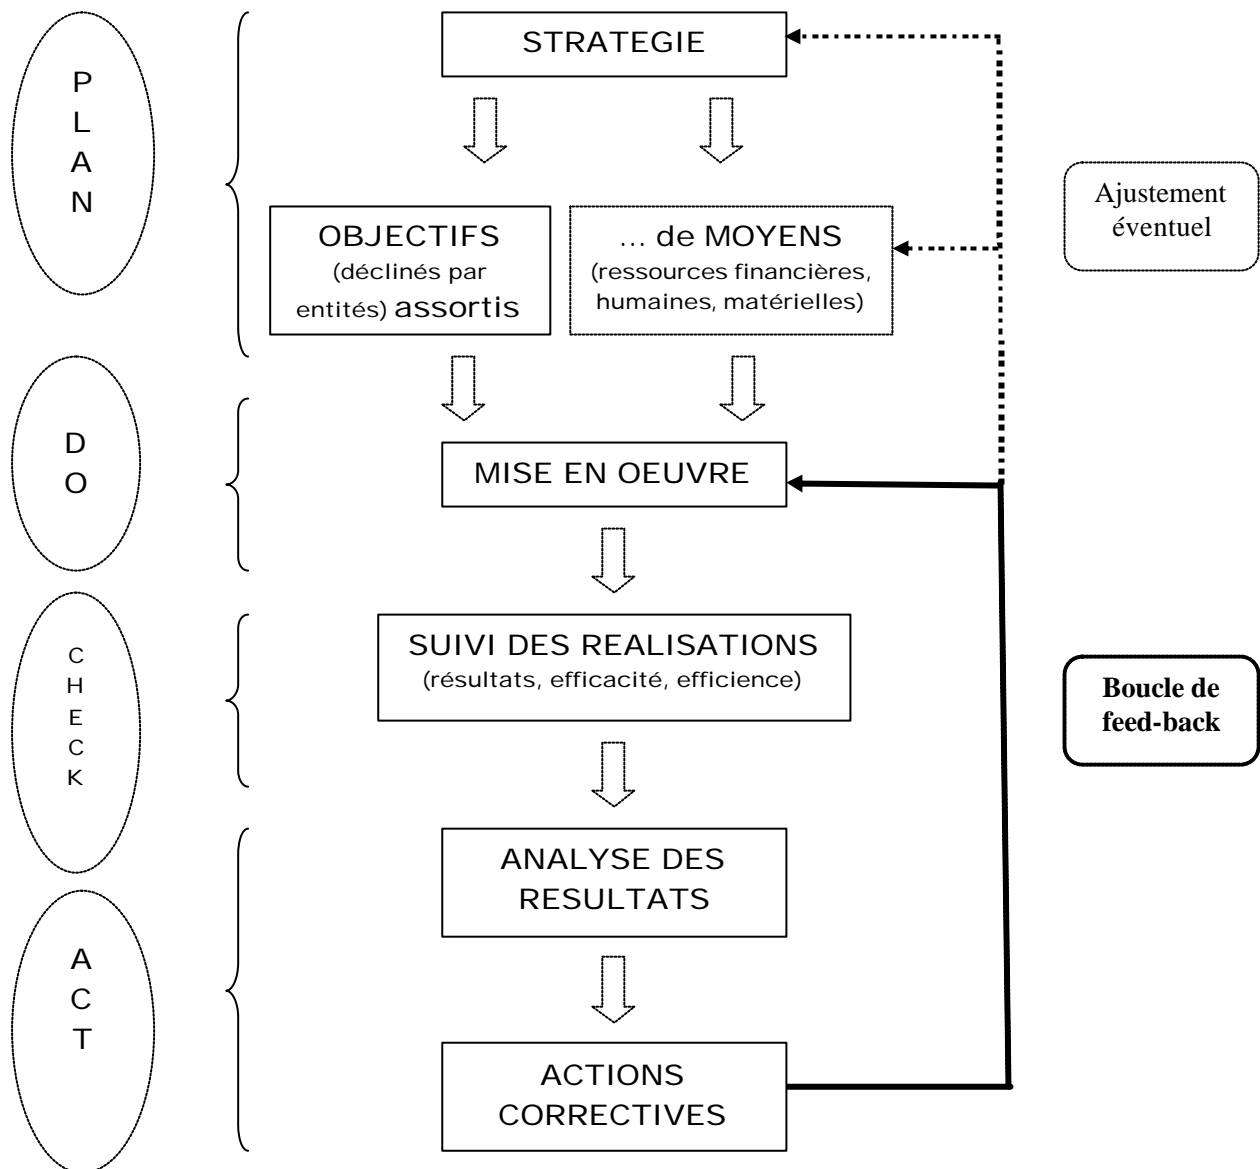 P
L
A
N
STRATEGIE
OBJECTIFS
(déclinés par
entités) assortis
... de MOYENS
(ressources financières,
humaines, matérielles)
Ajustement
éventuel
D
O
MISE EN OEUVRE
C
H
E
C
K
SUIVI DES REALISATIONS
(résultats, efficacité, efficience)
Boucle de
feed-back
A
C
T
ANALYSE DES
RESULTATS
ACTIONS
CORRECTIVES